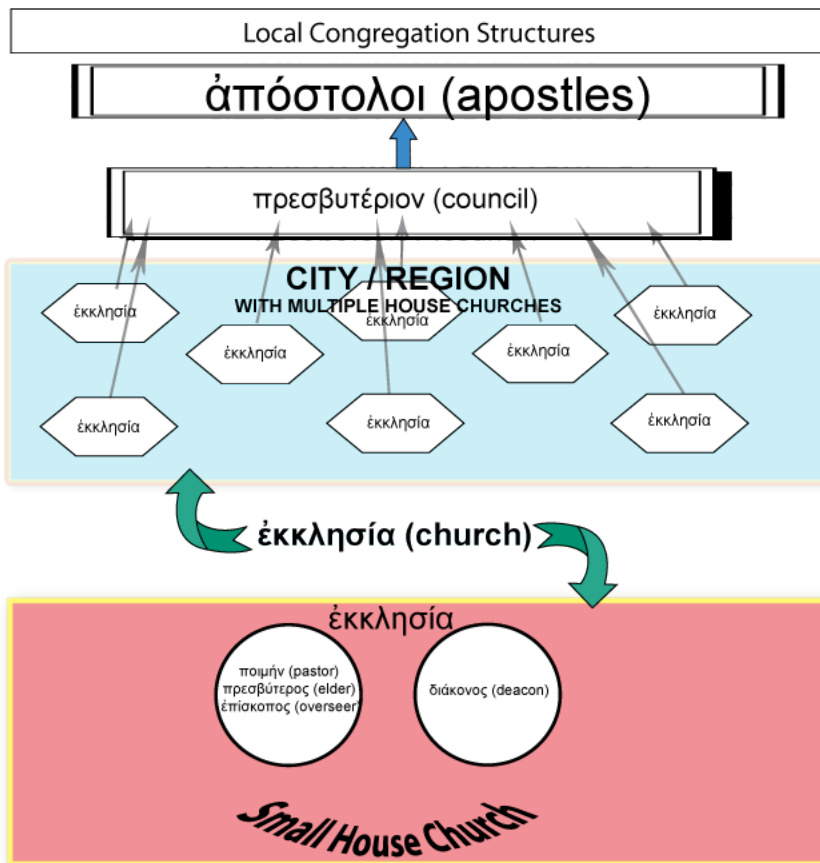 Local Congregation Structures
ἀπόστολοι (apostles)
πρεσβυτέριον (council)
CITY / REGION
WITH MULTIPLE HOUSE CHURCHES
ἐκκλησία
ἐκκλησία
ἐκκλησία
ἐκκλησία
ἐκκλησία
ἐκκλησία
ἐκκλησία
ἐκκλησία
ἐκκλησία (church)
ἐκκλησία
ποιμήν (pastor)
πρεσβύτερος (elder)
ἐπίσκοπος (overseer)
διάκονος (deacon)
Small House Church